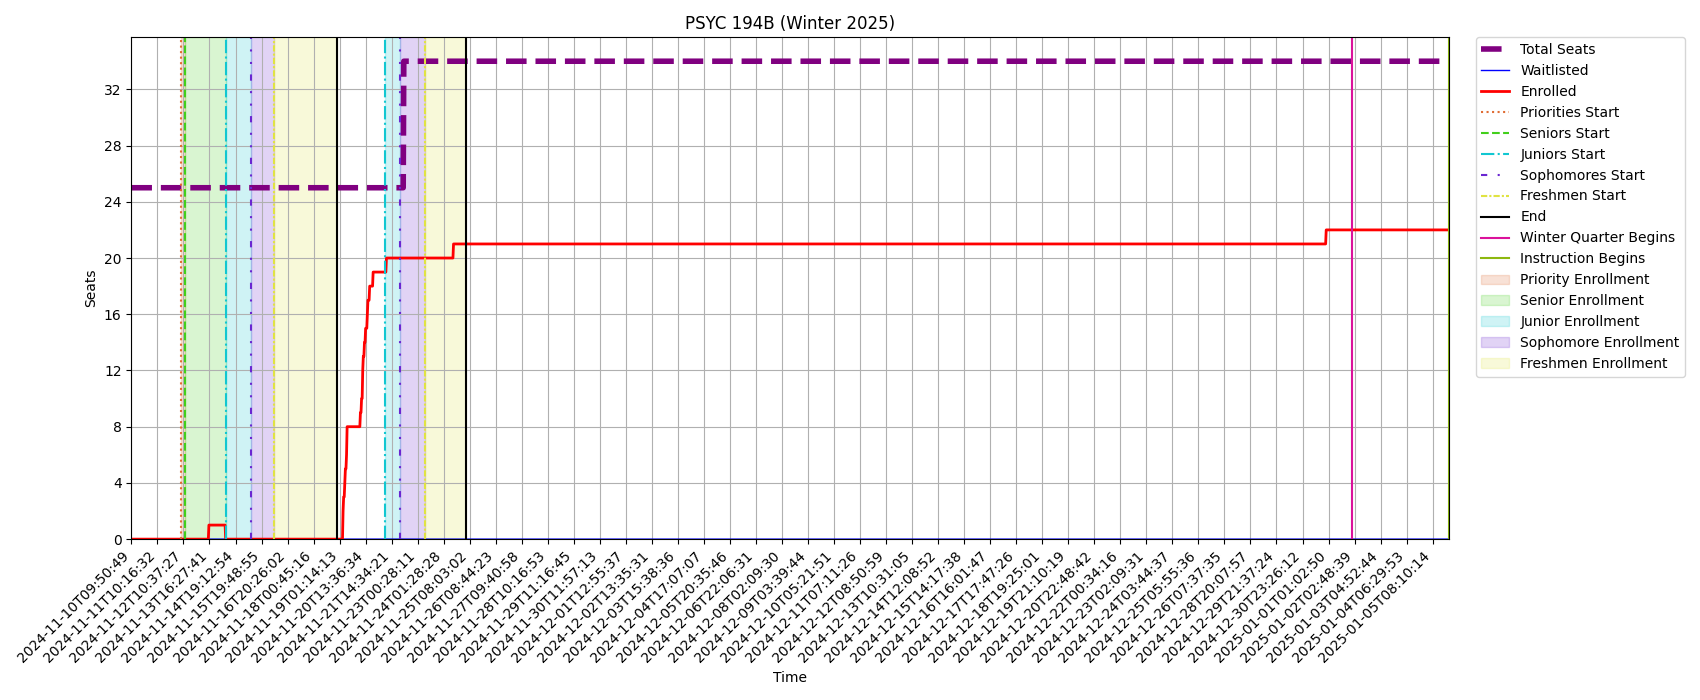 PSYC 194B (Winter 2025)
Seats
32
28
24
20
16
12
8
4
0
2024-11-10T09:50:49
2024-11-11T10:16:32
2024-11-12T10:37:27
2024-11-13T16:27:41
2024-11-14T19:12:54
2024-11-15T19:48:55
2024-11-16T20:26:02
2024-11-18T00:45:16
2024-11-19T01:14:13
2024-11-20T13:36:34
2024-11-21T14:34:21
2024-11-23T00:28:11
2024-11-24T01:28:28
2024-11-25T08:03:02
2024-11-26T08:44:23
2024-11-27T09:40:58
2024-11-28T10:16:53
2024-11-29T11:16:45
2024-11-30T11:57:13
2024-12-01T12:55:37
2024-12-02T13:35:31
2024-12-03T15:38:36
2024-12-04T17:07:07
2024-12-05T20:35:46
2024-12-06T22:06:31
2024-12-08T02:09:30
2024-12-09T03:39:44
2024-12-10T05:21:51
2024-12-11T07:11:26
2024-12-12T08:50:59
2024-12-13T10:31:05
2024-12-14T12:08:52
2024-12-15T14:17:38
2024-12-16T16:01:47
2024-12-17T17:47:26
2024-12-18T19:25:01
2024-12-19T21:10:19
2024-12-20T22:48:42
2024-12-22T00:34:16
2024-12-23T02:09:31
2024-12-24T03:44:37
2024-12-25T05:55:36
2024-12-26T07:37:35
2024-12-28T20:07:57
2024-12-29T21:37:24
2024-12-30T23:26:12
2025-01-01T01:02:50
2025-01-02T02:48:39
2025-01-03T04:52:44
2025-01-04T06:29:53
2025-01-05T08:10:14
Time
Total Seats
Waitlisted
Enrolled
Priorities Start
Seniors Start
Juniors Start
Sophomores Start
Freshmen Start
End
Winter Quarter Begins
Instruction Begins
Priority Enrollment
Senior Enrollment
Junior Enrollment
Sophomore Enrollment
Freshmen Enrollment